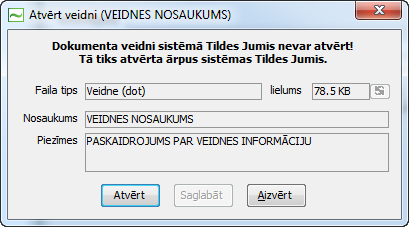 Atvērt veidni (VEIDNES NOSAUKUMS)
Dokumenta veidni sistēmā Tildes Jumis nevar atvērt!
Tā tiks atvērta ārpus sistēmas Tildes Jumis.
Faila tips Veidne (dot) lielums 78.5 KB
Nosaukums VEIDNES NOSAUKUMS
Piezīmes PASKAIDROJUMS PAR VEIDNES INFORMĀCIJU
Atvērt Saglabāt Aizvērt